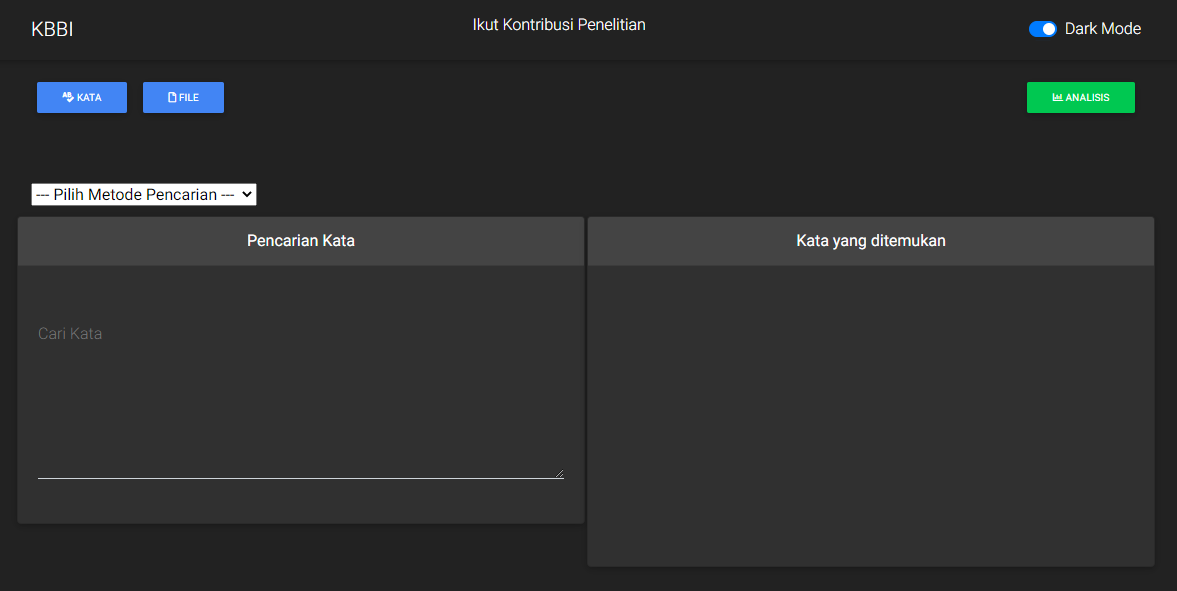 KBBI
Ikut Kontribusi Penelitian
Dark Mode
KATA
FILE
ANALISIS
--- Pilih Metode Pencarian ---
Pencarian Kata
Kata yang ditemukan
Cari Kata